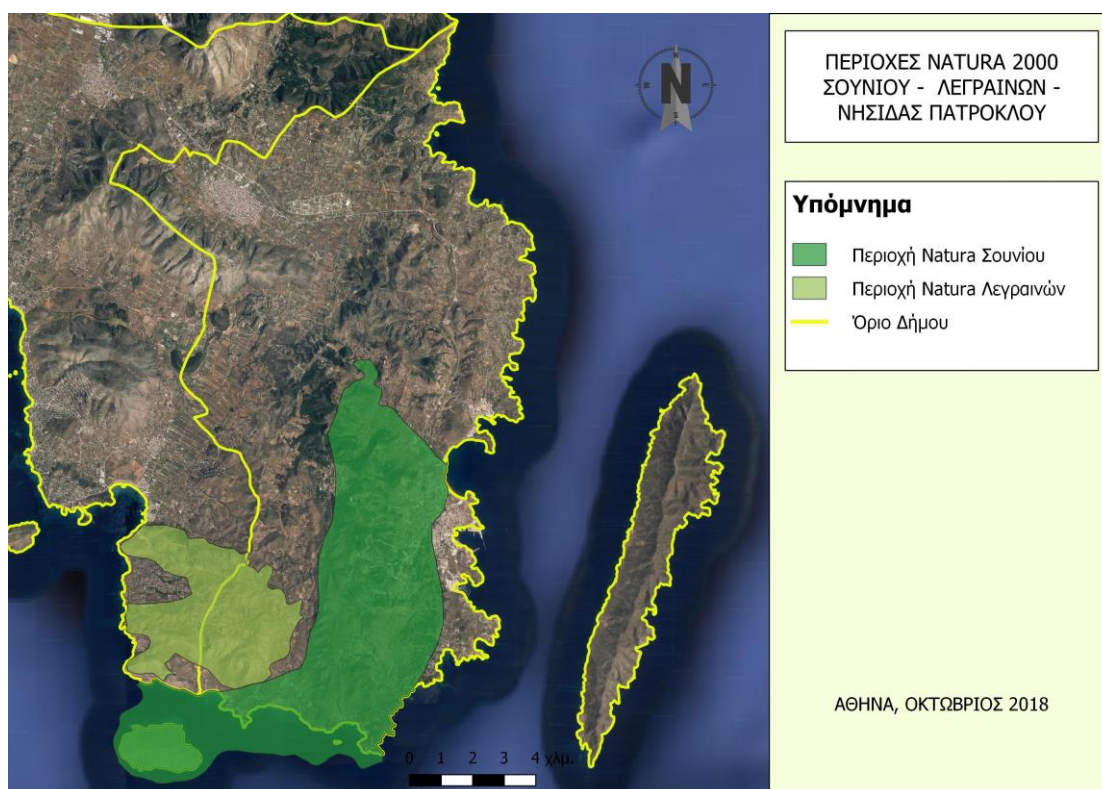 ΠΕΡΙΟΧΕΣ NATURA 2000
ΣΟΥΝΙΟΥ - ΛΕΓΡΑΙΝΩΝ -
ΝΗΣΙΔΑΣ ΠΑΤΡΟΚΛΟΥ
N
N
S
Υπόμνημα
Περιοχή Natura Σουνίου
Περιοχή Natura Λεγραινών
Όριο Δήμου
ΑΘΗΝΑ, ΟΚΤΩΒΡΙΟΣ 2018
0 1 2 3 4 χλμ.